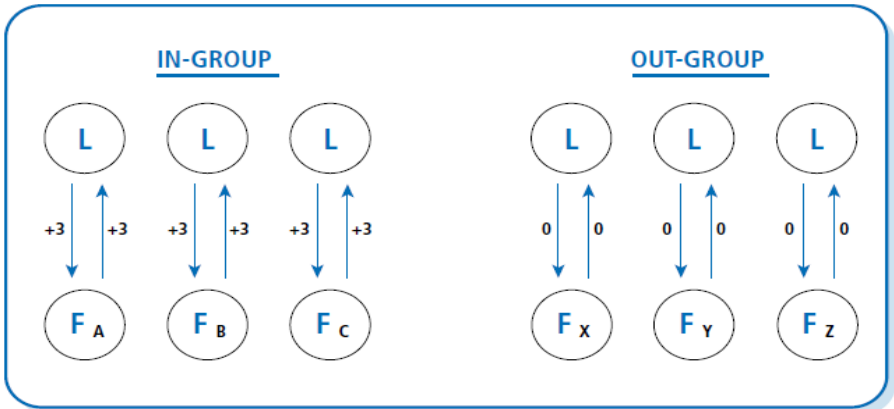 IN-GROUP OUT-GROUP
L L L L L L
+3 +3 +3 +3 +3 +3 0 0 0 0 0 0
F A F B F C F X F Y F Z